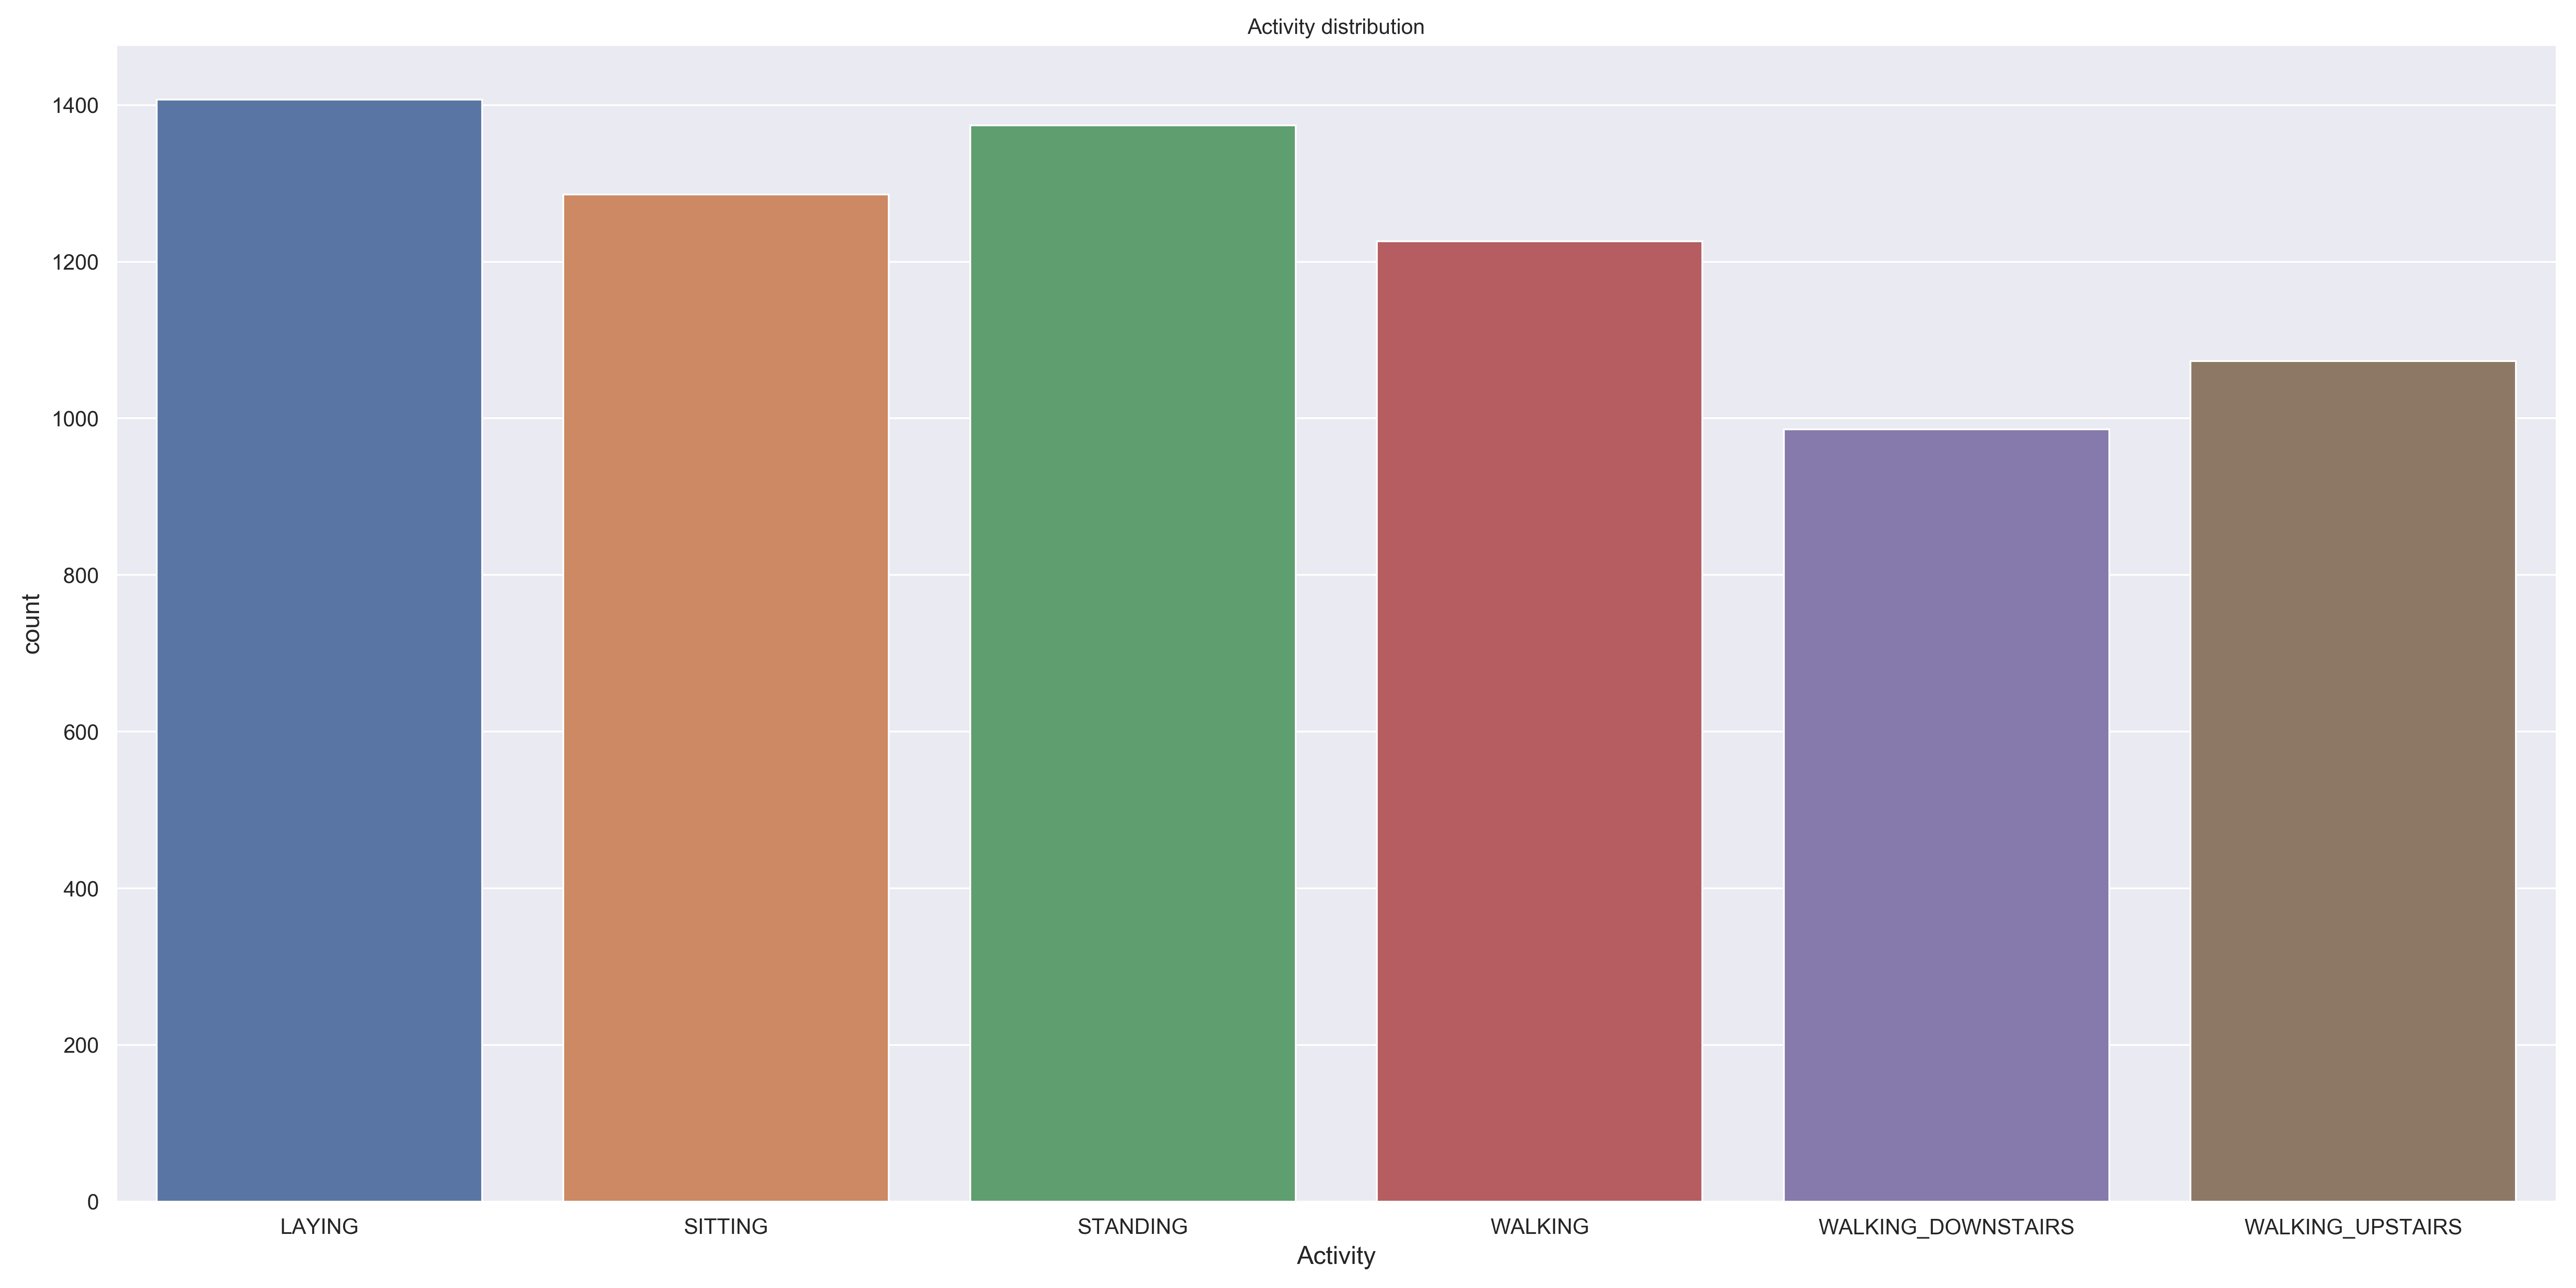 Activity distribution
1400
1200
1000
800
600
400
200
0
count
LAYING
SITTING
STANDING
WALKING
WALKING_DOWNSTAIRS
WALKING_UPSTAIRS
Activity